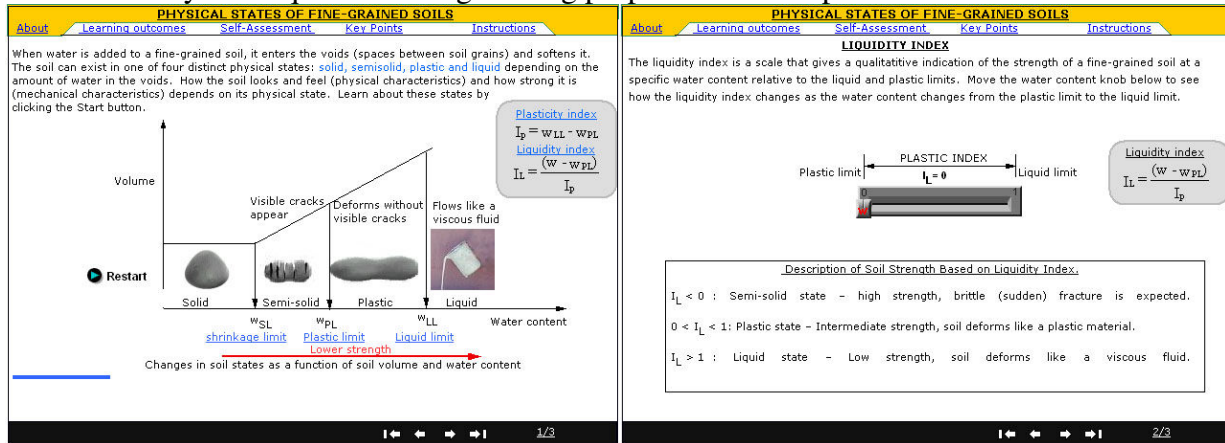 PHYSICAL STATES OF FINE-GRAINED SOILS
About Learning outcomes Self-Assessment Key Points Instructions
When water is added to a fine-grained soil, it enters the voids (spaces between soil grains) and softens it.
The soil can exist in one of four distinct physical states: solid, semisolid, plastic and liquid depending on the
amount of water in the voids. How the soil looks and feel (physical characteristics) and how strong it is
(mechanical characteristics) depends on its physical state. Learn about these states by
clicking the Start button.
Plasticity index
Ip = wLL - wPL
Liquidity index
IL = (w - wPL) / Ip
Volume
Visible cracks appear
Deforms without visible cracks
Flows like a viscous fluid
Restart
Solid Semi-solid Plastic Liquid
wSL wPL wLL Water content
shrinkage limit Plastic limit Liquid limit
Lower strength
Changes in soil states as a function of soil volume and water content
1/3
PHYSICAL STATES OF FINE-GRAINED SOILS
About Learning outcomes Self-Assessment Key Points Instructions
LIQUIDITY INDEX
The liquidity index is a scale that gives a qualitatitive indication of the strength of a fine-grained soil at a
specific water content relative to the liquid and plastic limits. Move the water content knob below to see
how the liquidity index changes as the water content changes from the plastic limit to the liquid limit.
PLASTIC INDEX
Plastic limit IL = 0 Liquid limit
0 1
w
Liquidity index
IL = (w - wPL) / Ip
Description of Soil Strength Based on Liquidity Index.
IL < 0 : Semi-solid state – high strength, brittle (sudden) fracture is expected.
0 < IL < 1: Plastic state – Intermediate strength, soil deforms like a plastic material.
IL > 1 : Liquid state – Low strength, soil deforms like a viscous fluid.
2/3